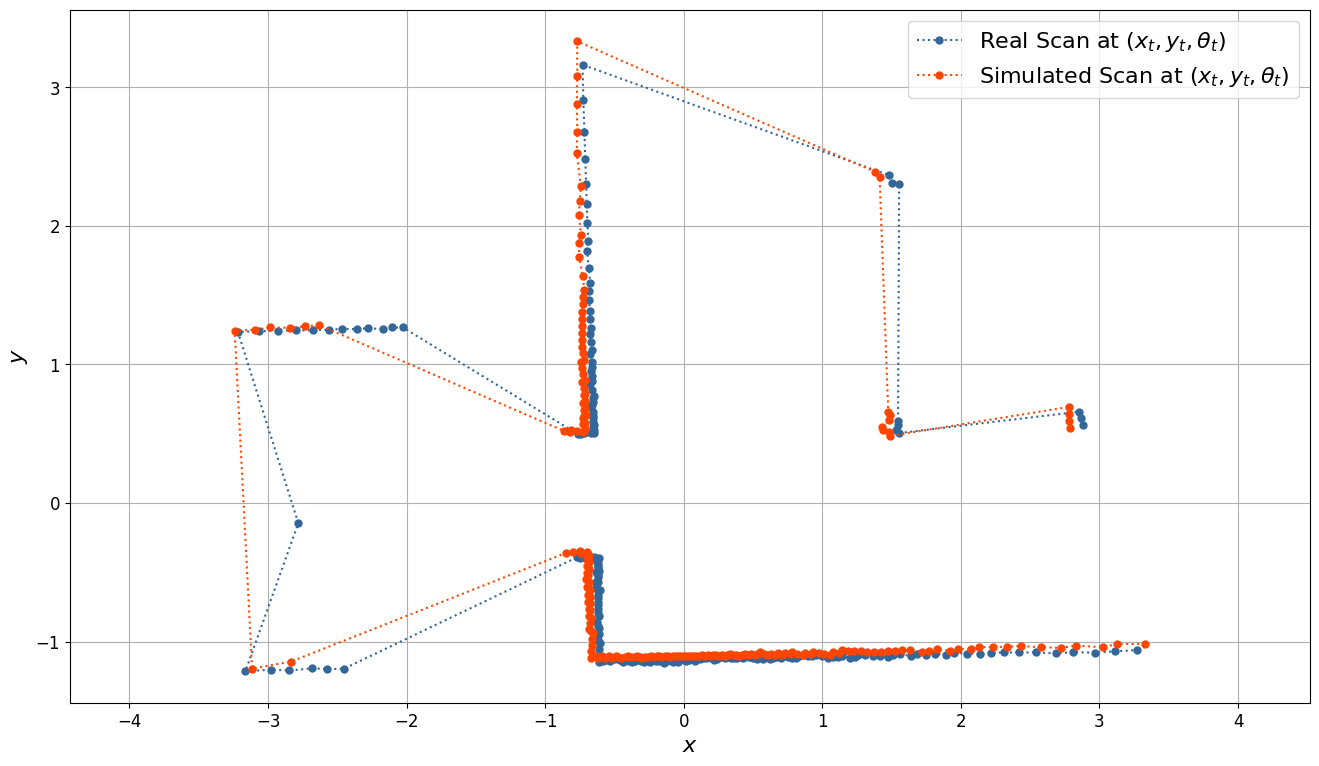 Real Scan at (x_t, y_t, θ_t)
Simulated Scan at (x_t, y_t, θ_t)
3
2
1
0
−1
y
−4 −3 −2 −1 0 1 2 3 4
x